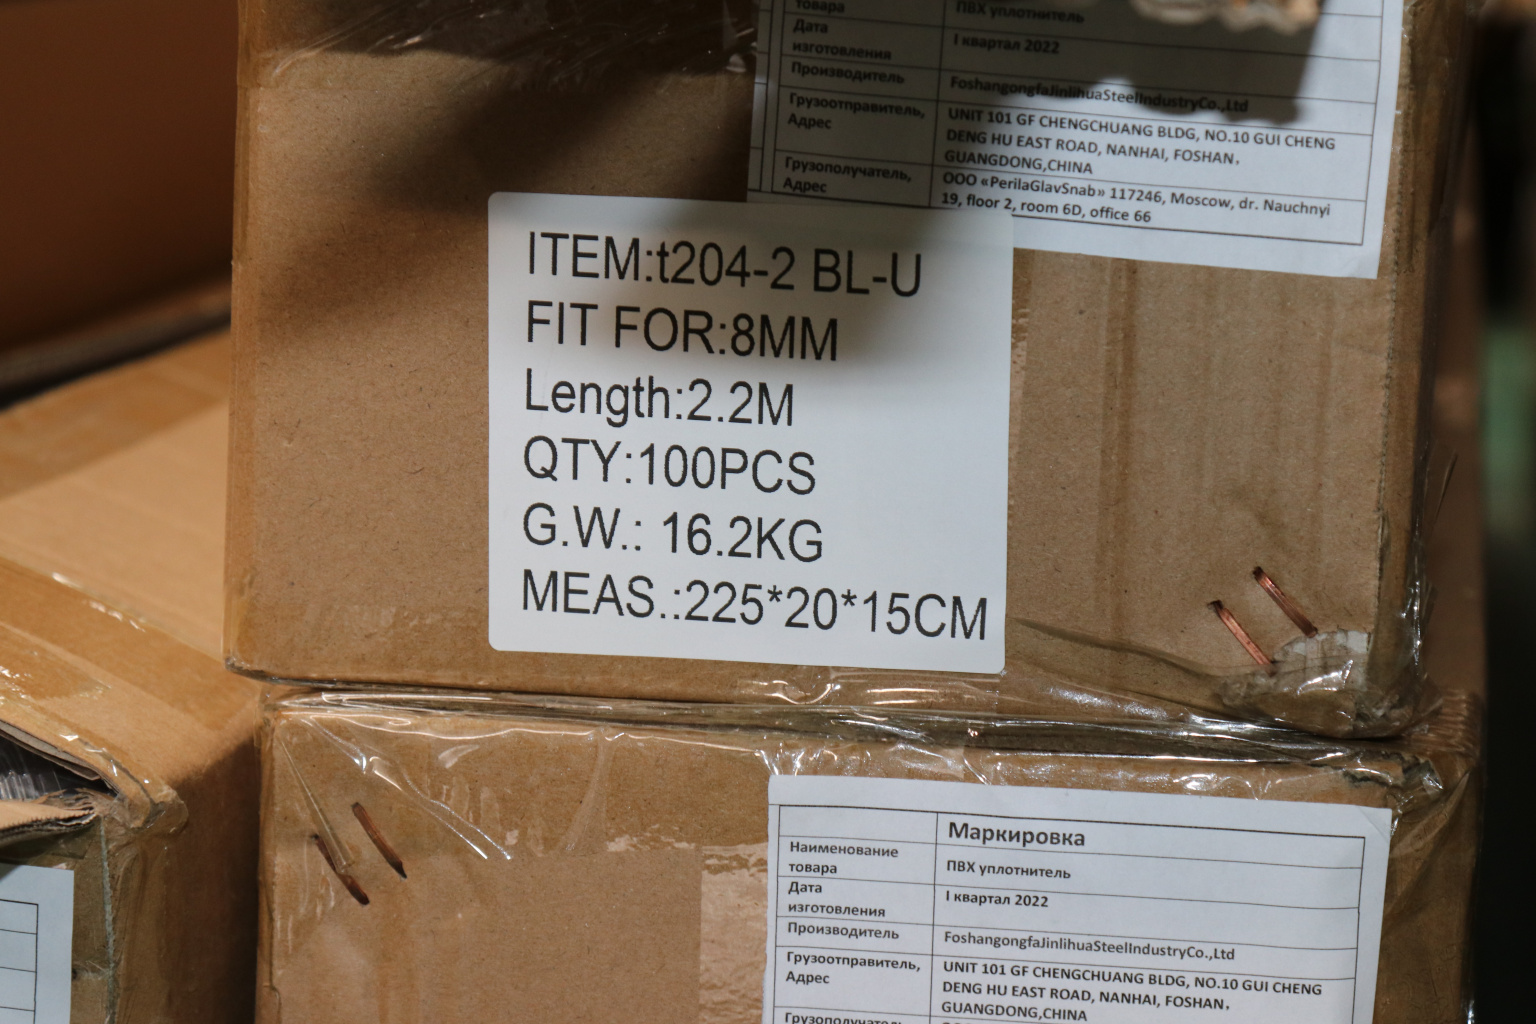 товара
ПВХ уплотнитель
Дата
изготовления
I квартал 2022
Производитель
FoshangongfaJinlihuaSteelIndustryCo.,Ltd
Грузоотправитель,
Адрес
UNIT 101 GF CHENGCHUANG BLDG, NO.10 GUI CHENG
DENG HU EAST ROAD, NANHAI, FOSHAN,
GUANGDONG,CHINA
Грузополучатель,
Адрес
ООО «PerilaGlavSnab» 117246, Moscow, dr. Nauchnyi
19, floor 2, room 6D, office 66
ITEM:t204-2 BL-U
FIT FOR:8MM
Length:2.2M
QTY:100PCS
G.W.: 16.2KG
MEAS.:225*20*15CM
Маркировка
Наименование
товара
ПВХ уплотнитель
Дата
изготовления
I квартал 2022
Производитель
FoshangongfaJinlihuaSteelIndustryCo.,Ltd
Грузоотправитель,
Адрес
UNIT 101 GF CHENGCHUANG BLDG, NO.10 GUI CHENG
DENG HU EAST ROAD, NANHAI, FOSHAN,
GUANGDONG,CHINA
Грузополучатель,